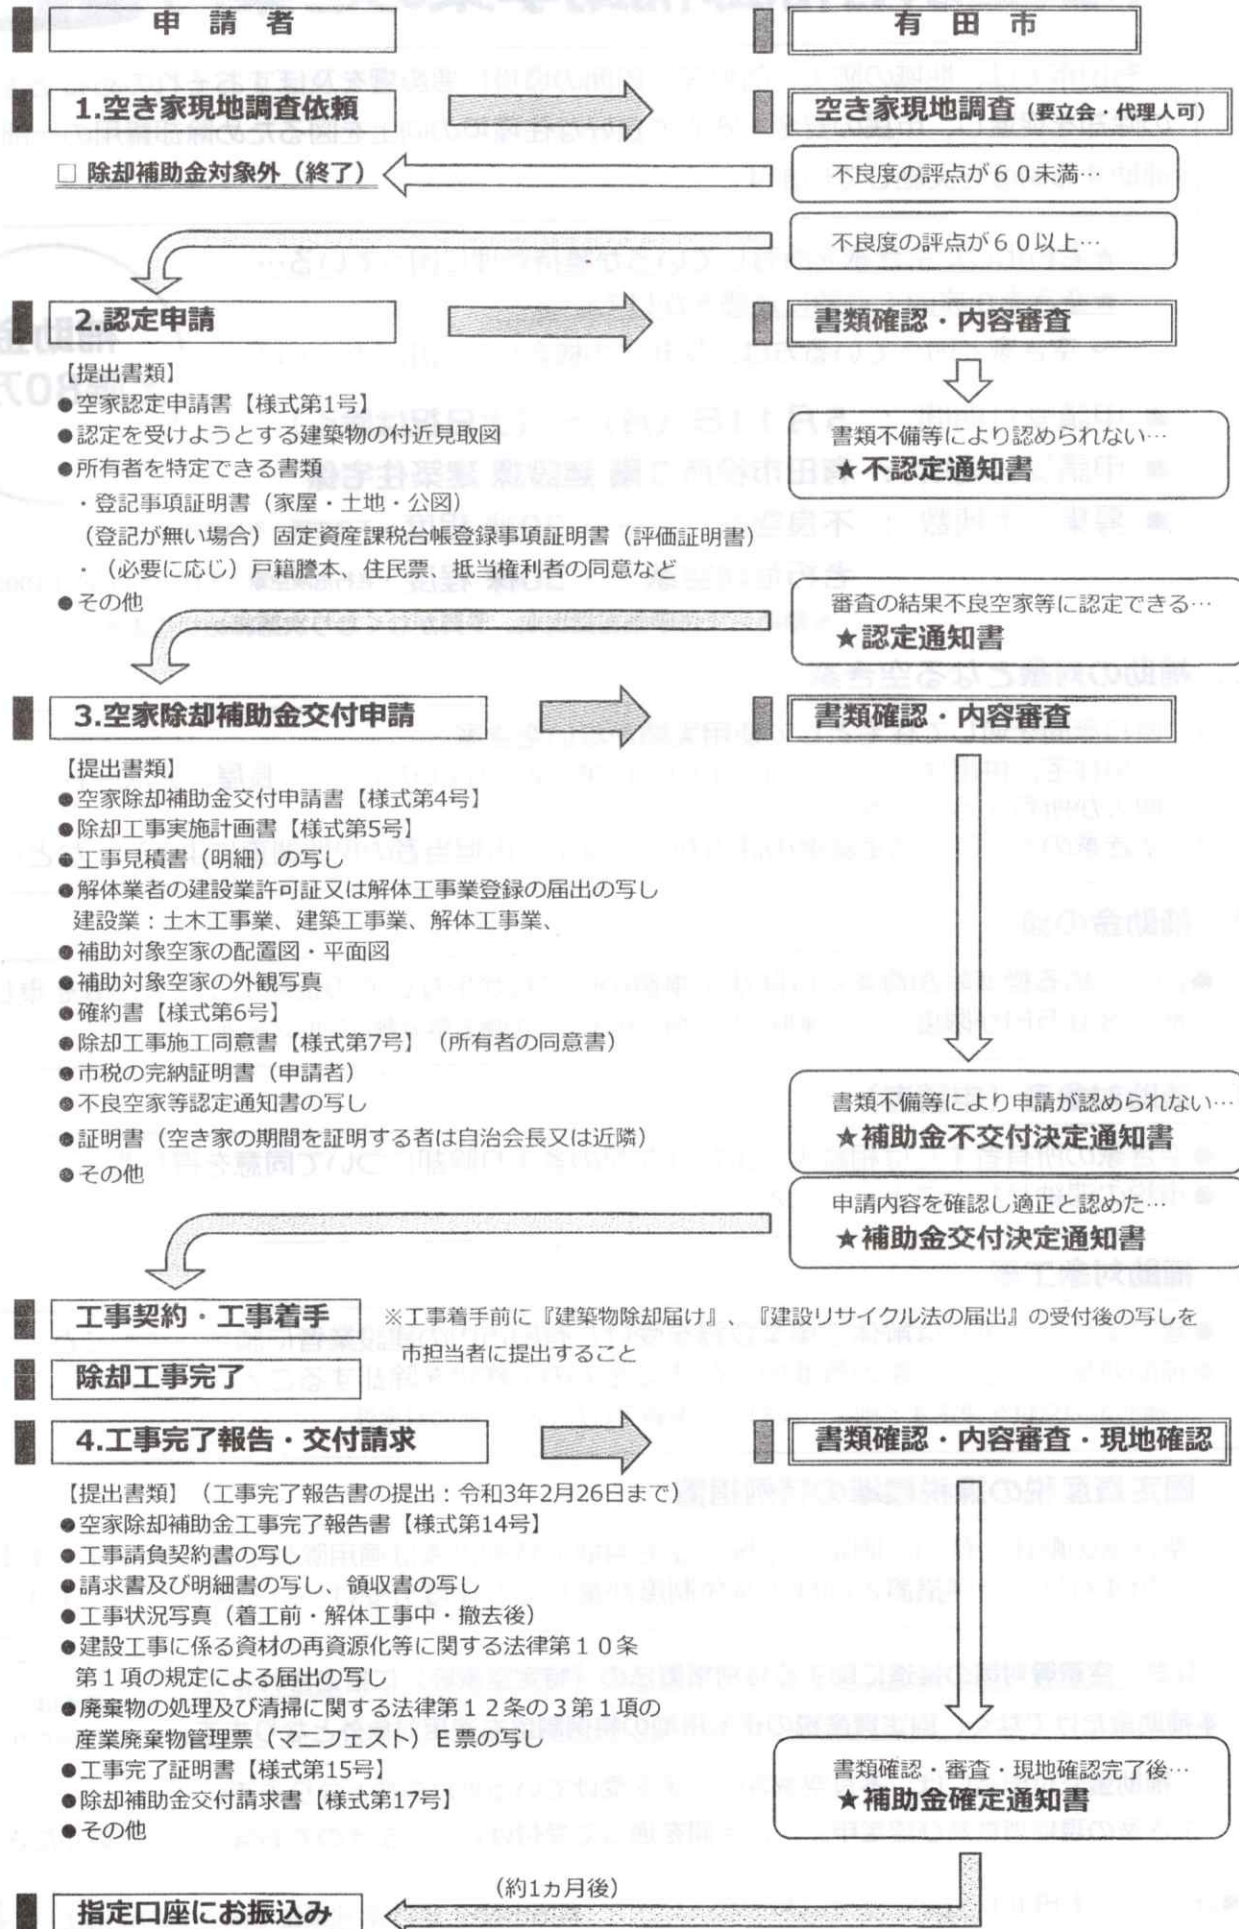 申請者
有田市
1.空き家現地調査依頼
空き家現地調査（要立会・代理人可）
□ 除却補助金対象外（終了）
不良度の評点が６０未満…
不良度の評点が６０以上…
2.認定申請
書類確認・内容審査
【提出書類】
●空家認定申請書【様式第1号】
●認定を受けようとする建築物の付近見取図
●所有者を特定できる書類
・登記事項証明書（家屋・土地・公図）
（登記が無い場合）固定資産課税台帳登録事項証明書（評価証明書）
・（必要に応じ）戸籍謄本、住民票、抵当権利者の同意など
●その他
書類不備等により認められない…
★不認定通知書
審査の結果不良空家等に認定できる…
★認定通知書
3.空家除却補助金交付申請
書類確認・内容審査
【提出書類】
●空家除却補助金交付申請書【様式第4号】
●除却工事実施計画書【様式第5号】
●工事見積書（明細）の写し
●解体業者の建設業許可証又は解体工事業登録の届出の写し
建設業：土木工事業、建築工事業、解体工事業、
●補助対象空家の配置図・平面図
●補助対象空家の外観写真
●確約書【様式第6号】
●除却工事施工同意書【様式第7号】（所有者の同意書）
●市税の完納証明書（申請者）
●不良空家等認定通知書の写し
●証明書（空き家の期間を証明する者は自治会長又は近隣）
●その他
書類不備等により申請が認められない…
★補助金不交付決定通知書
申請内容を確認し適正と認めた…
★補助金交付決定通知書
工事契約・工事着手
※工事着手前に『建築物除却届け』、『建設リサイクル法の届出』の受付後の写しを
市担当者に提出すること
除却工事完了
4.工事完了報告・交付請求
書類確認・内容審査・現地確認
【提出書類】（工事完了報告書の提出：令和3年2月26日まで）
●空家除却補助金工事完了報告書【様式第14号】
●工事請負契約書の写し
●請求書及び明細書の写し、領収書の写し
●工事状況写真（着工前・解体工事中・撤去後）
●建設工事に係る資材の再資源化等に関する法律第１０条
第１項の規定による届出の写し
●廃棄物の処理及び清掃に関する法律第１２条の３第１項の
産業廃棄物管理票（マニフェスト）Ｅ票の写し
●工事完了証明書【様式第15号】
●除却補助金交付請求書【様式第17号】
●その他
書類確認・審査・現地確認完了後…
★補助金確定通知書
（約1ヵ月後）
指定口座にお振込み